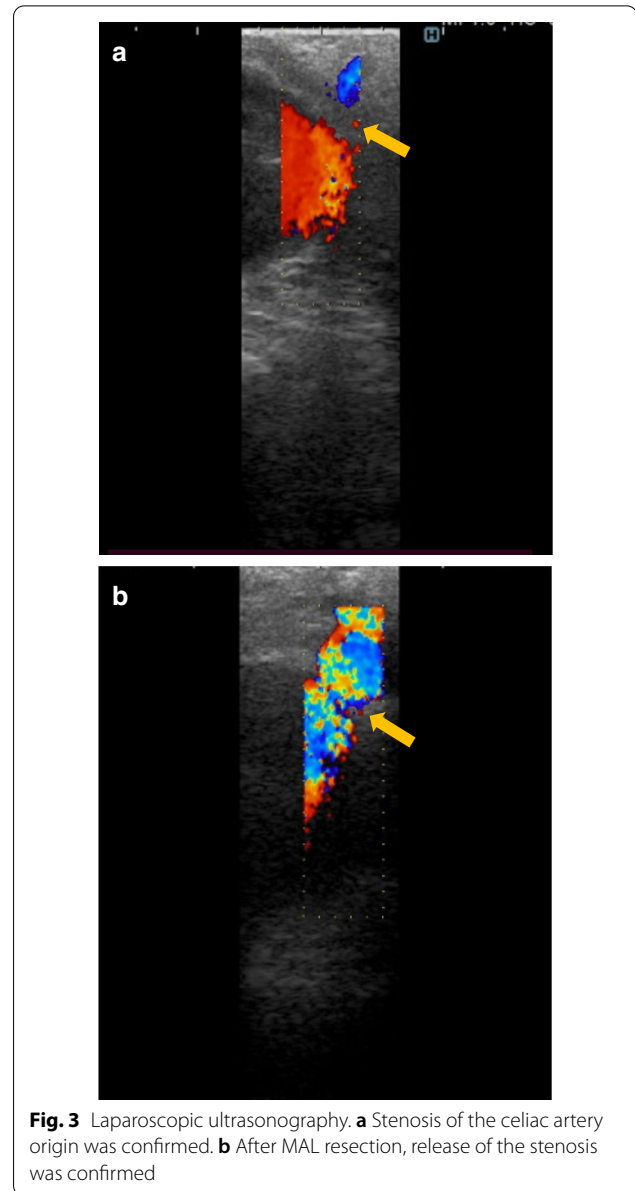 a
H
b
Fig. 3 Laparoscopic ultrasonography. a Stenosis of the celiac artery
origin was confirmed. b After MAL resection, release of the stenosis
was confirmed